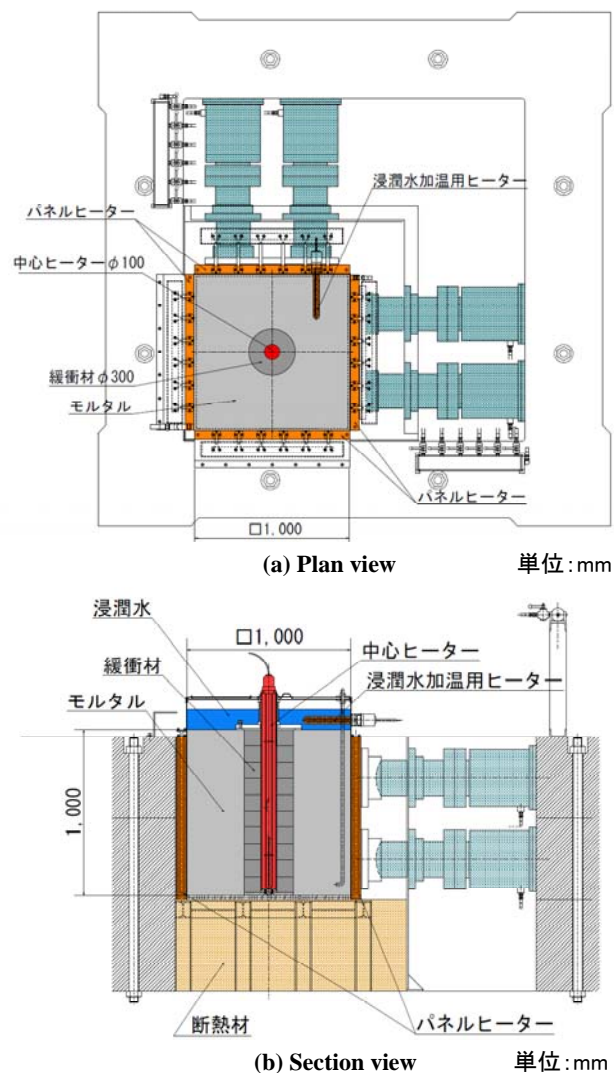 浸潤水加温用ヒーター
パネルヒーター
中心ヒーターφ100
緩衝材φ300
モルタル
パネルヒーター
□1,000
(a) Plan view 単位:mm
浸潤水
□1,000
中心ヒーター
緩衝材
浸潤水加温用ヒーター
モルタル
1,000
断熱材
パネルヒーター
(b) Section view 単位:mm